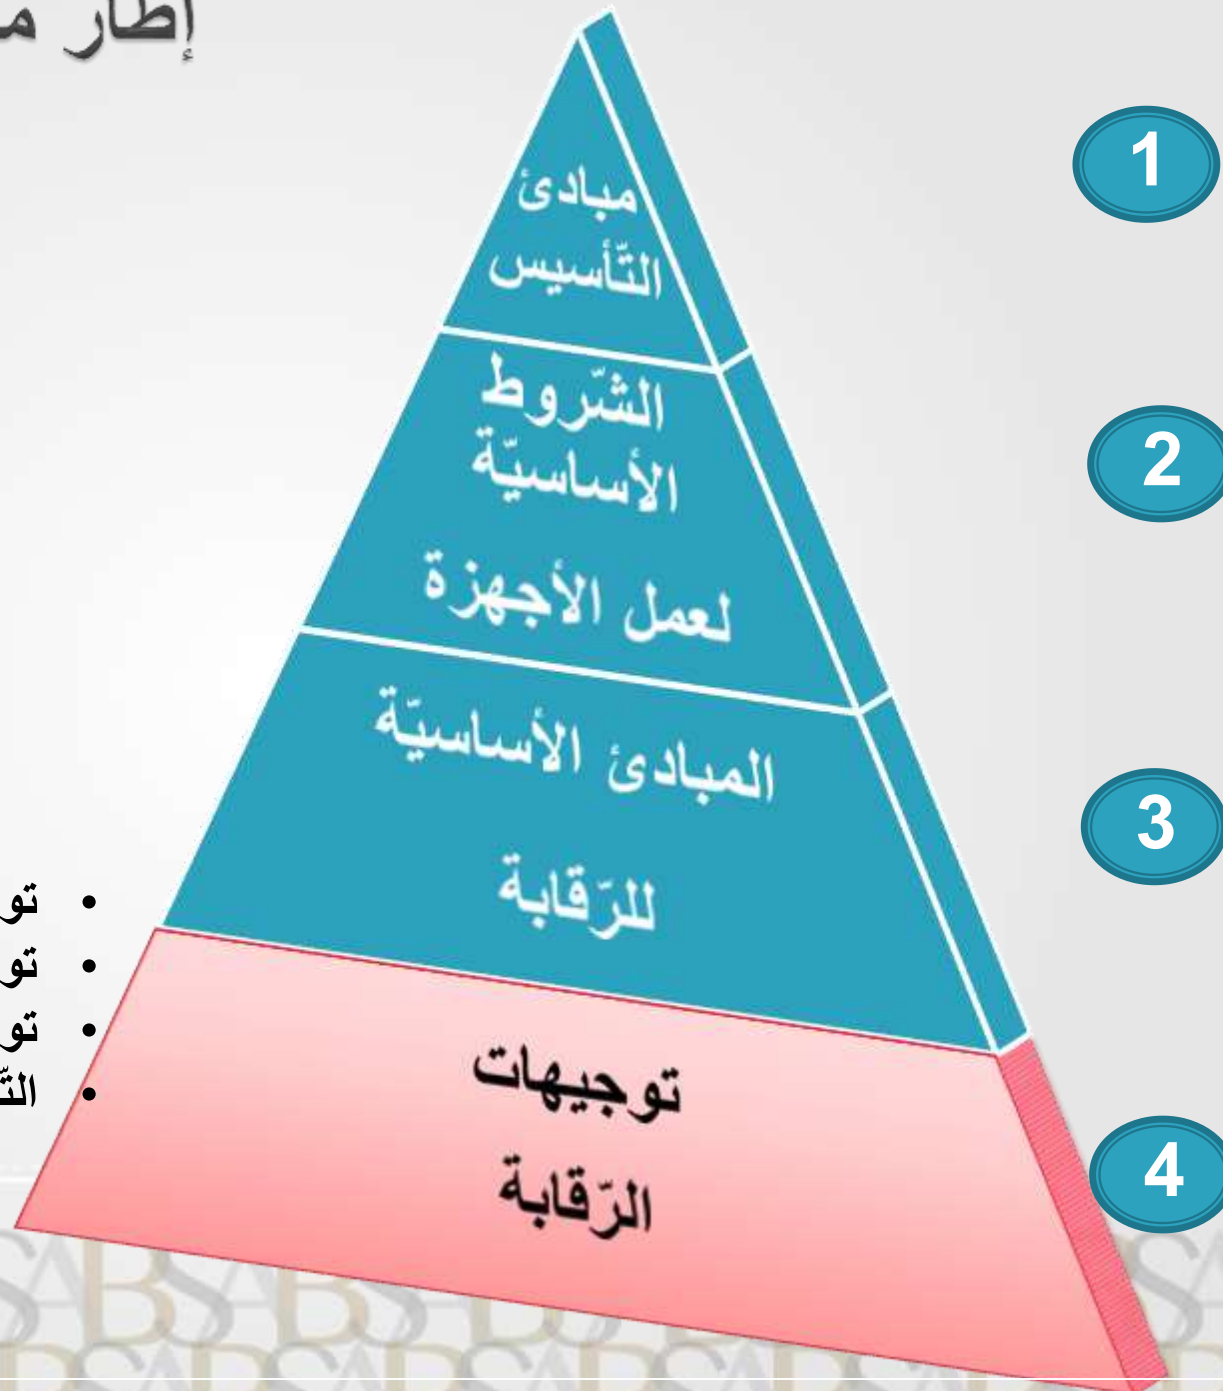 إطار
1
مبادئ
التّأسيس
2
الشّروط
الأساسيّة
لعمل الأجهزة
3
المبادئ الأساسيّة
للرّقابة
4
توجيهات
الرّقابة